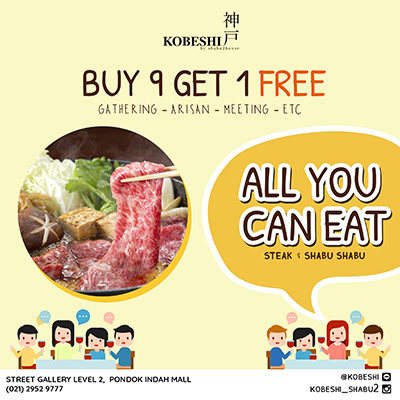 KOBESHI 神戸
by shabu2house
BUY 9 GET 1 FREE
GATHERING - ARISAN - MEETING - ETC
ALL YOU
CAN EAT
STEAK & SHABU SHABU
STREET GALLERY LEVEL 2, PONDOK INDAH MALL
(021) 2952 9777
@KOBESHI
KOBESHI_SHABU2